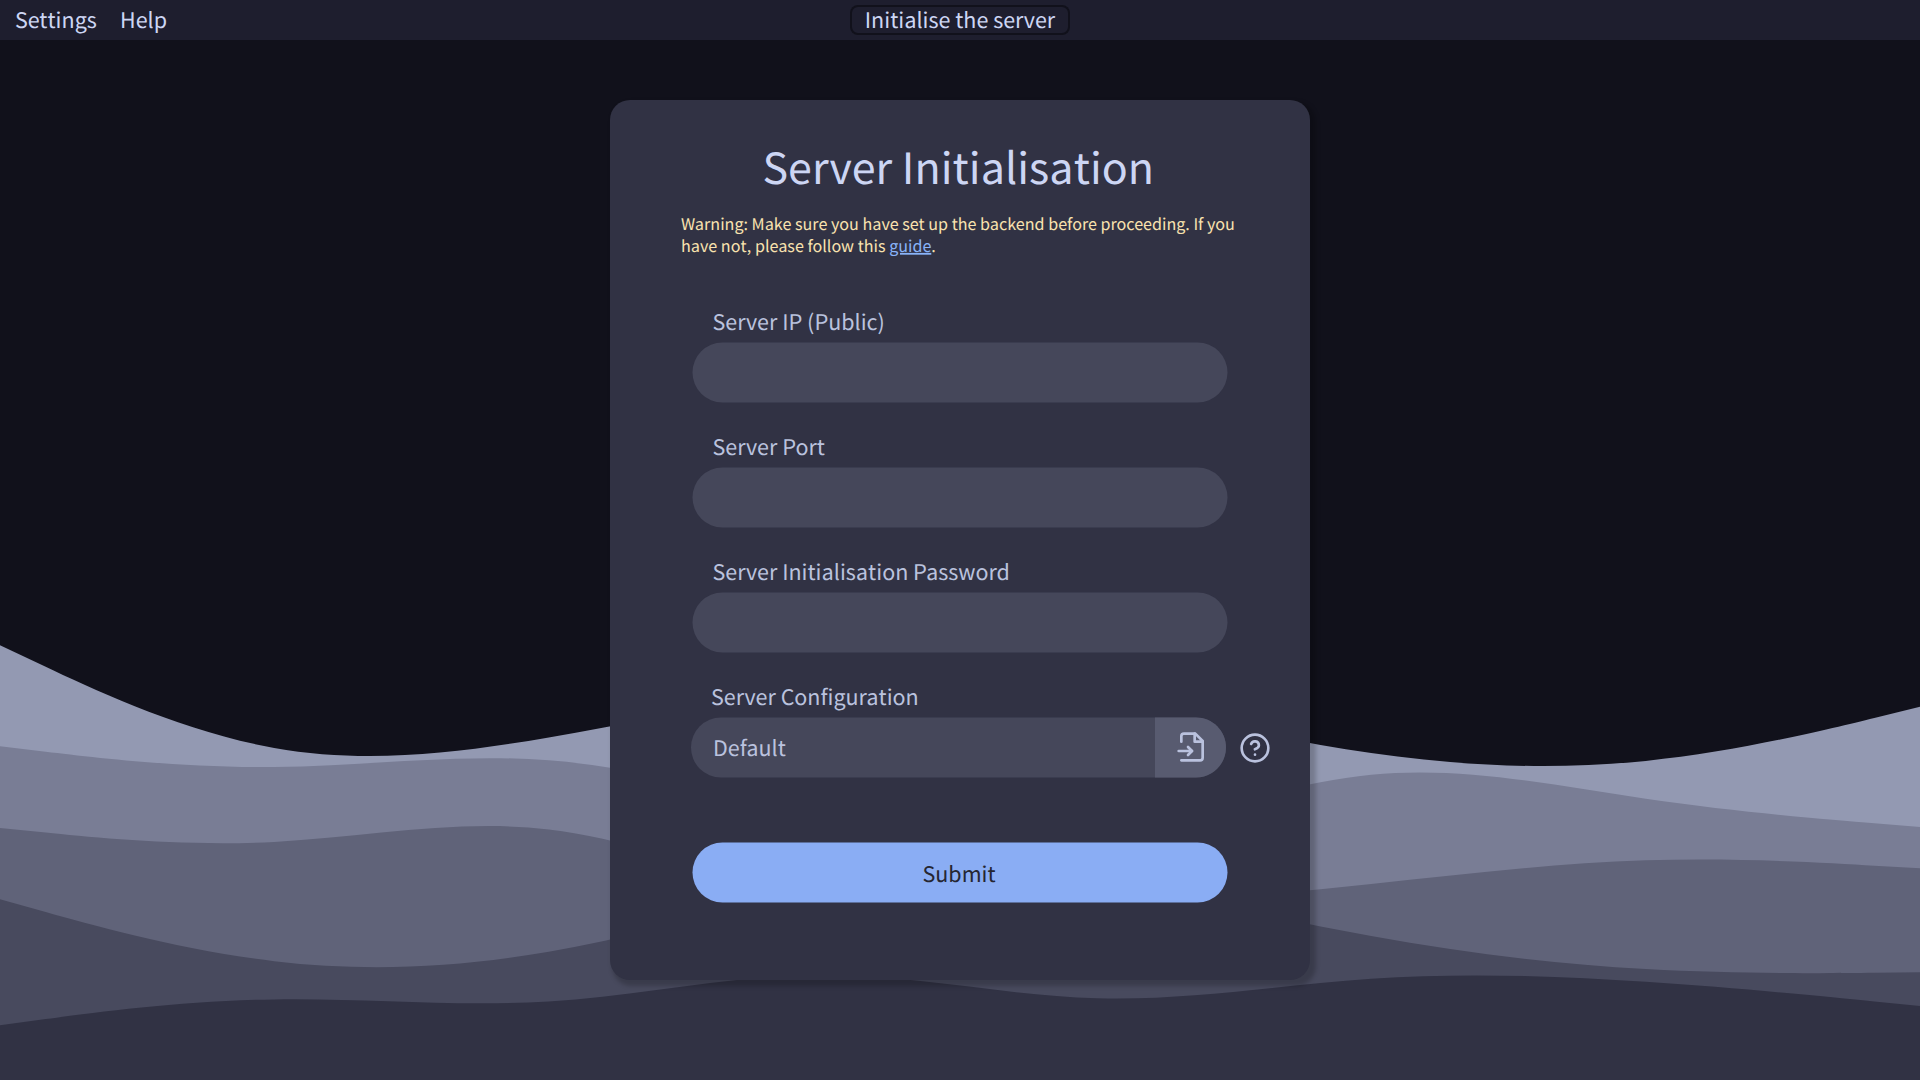 Settings Help Initialise the server
Server Initialisation
Warning: Make sure you have set up the backend before proceeding. If you
have not, please follow this guide.
Server IP (Public)
Server Port
Server Initialisation Password
Server Configuration
Default
Submit